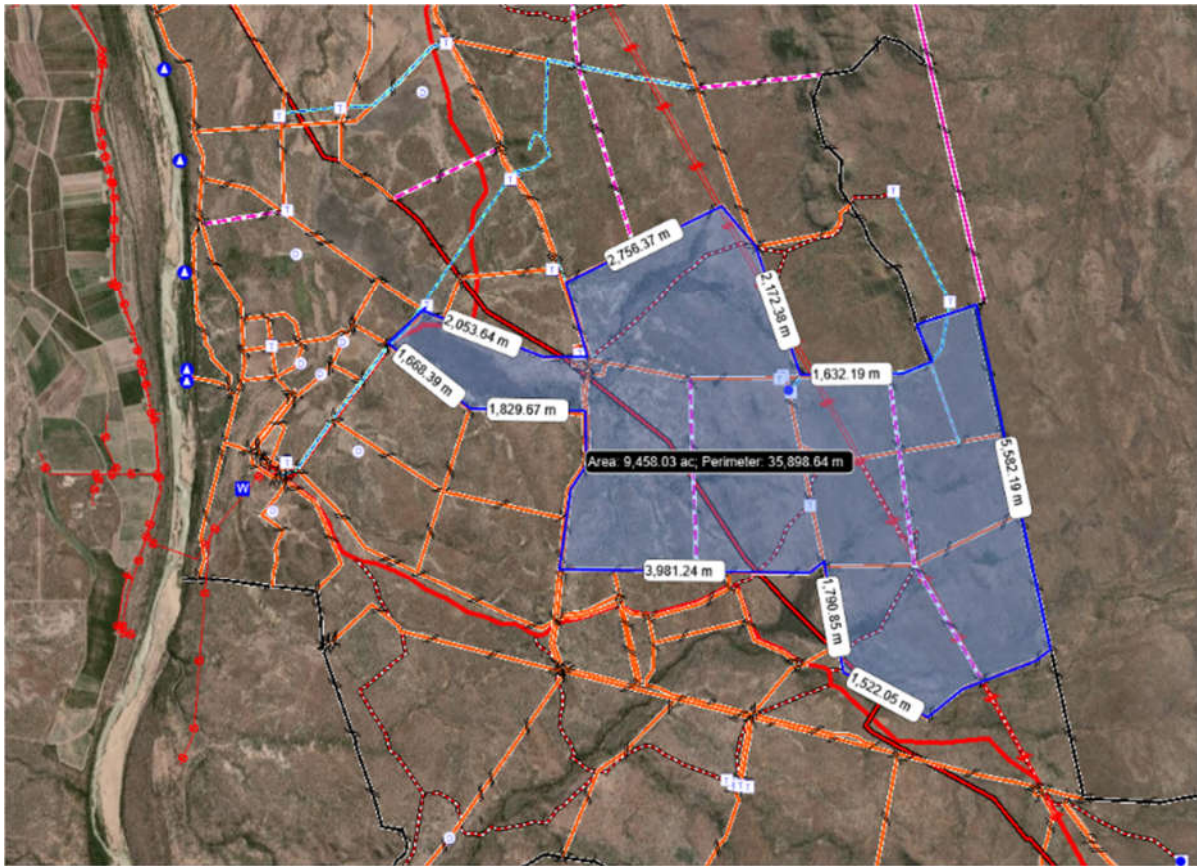 T
D
T
T
T
T
T
2,756.37 m
D
T
2,172.38 m
T
T
2,053.64 m
T
D
1,668.39 m
D
D
1,632.19 m
T
1,829.67 m
D
Area: 9,458.03 ac; Perimeter: 35,898.64 m
T
5,582.19 m
W
T
D
3,981.24 m
1,790.85 m
1,522.05 m
T
T
T
T
D